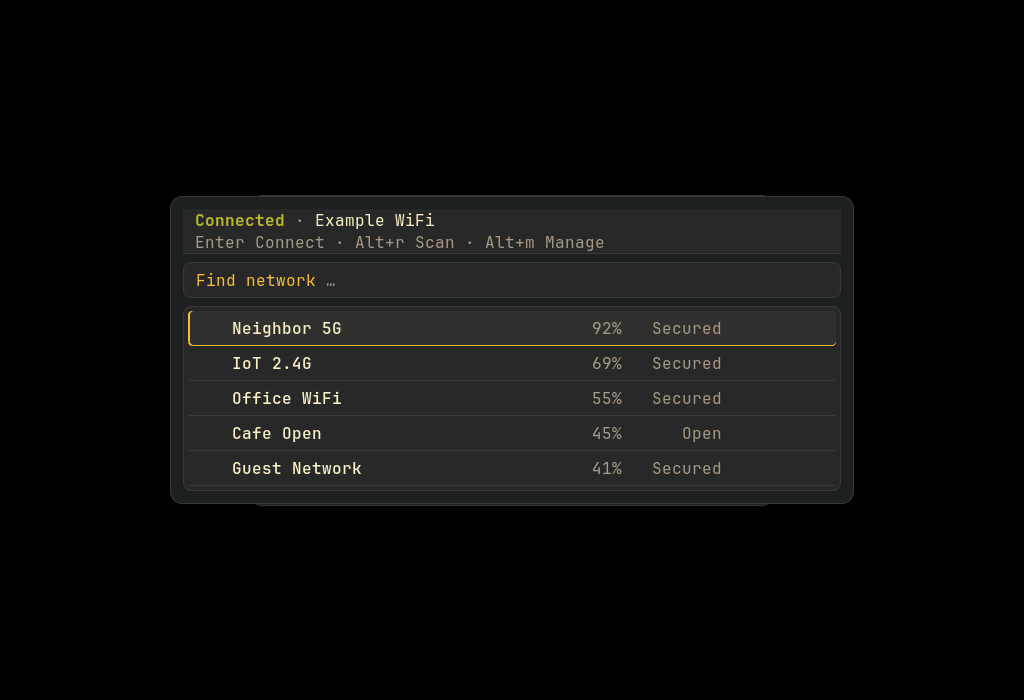 Connected · Example WiFi
Enter Connect · Alt+r Scan · Alt+m Manage
Find network …
Neighbor 5G 92% Secured
IoT 2.4G 69% Secured
Office WiFi 55% Secured
Cafe Open 45% Open
Guest Network 41% Secured